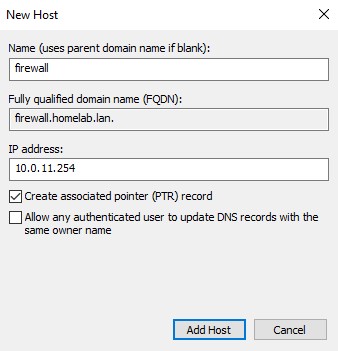 New Host
Name (uses parent domain name if blank):
firewall
Fully qualified domain name (FQDN):
firewall.homelab.lan.
IP address:
10.0.11.254
Create associated pointer (PTR) record
Allow any authenticated user to update DNS records with the
same owner name
Add Host
Cancel